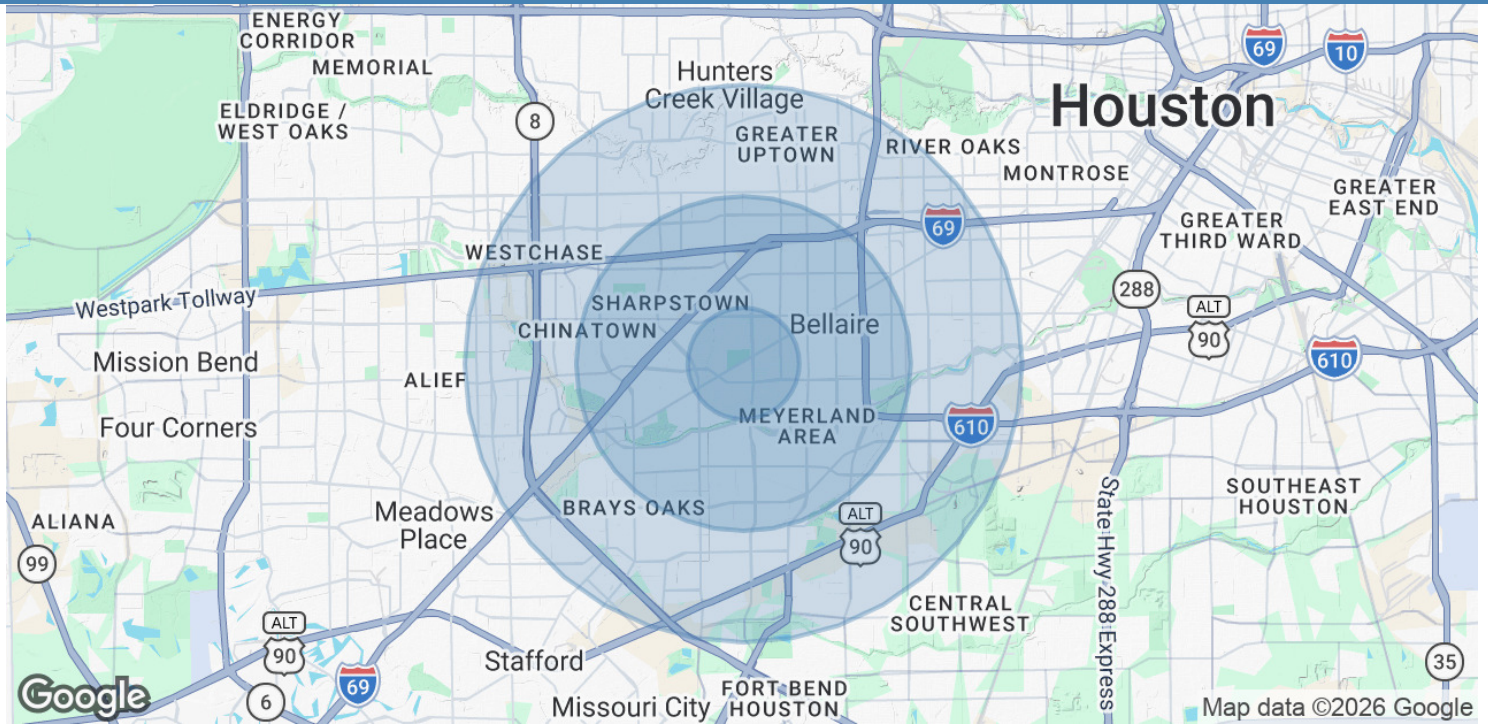 ENERGY
CORRIDOR
MEMORIAL
ELDRIDGE /
WEST OAKS
8
Hunters
Creek Village
GREATER
UPTOWN
69
10
Houston
RIVER OAKS
MONTROSE
GREATER
EAST END
GREATER
THIRD WARD
69
WESTCHASE
Westpark Tollway
SHARPSTOWN
CHINATOWN
Bellaire
288
ALT
90
610
Mission Bend
ALIEF
Four Corners
MEYERLAND
AREA
610
ALIANA
99
Meadows
Place
BRAYS OAKS
ALT
90
State Hwy 288 Express
SOUTHEAST
HOUSTON
CENTRAL
SOUTHWEST
ALT
90
69
6
Stafford
Missouri City
FORT BEND
HOUSTON
35
Google
Map data ©2026 Google